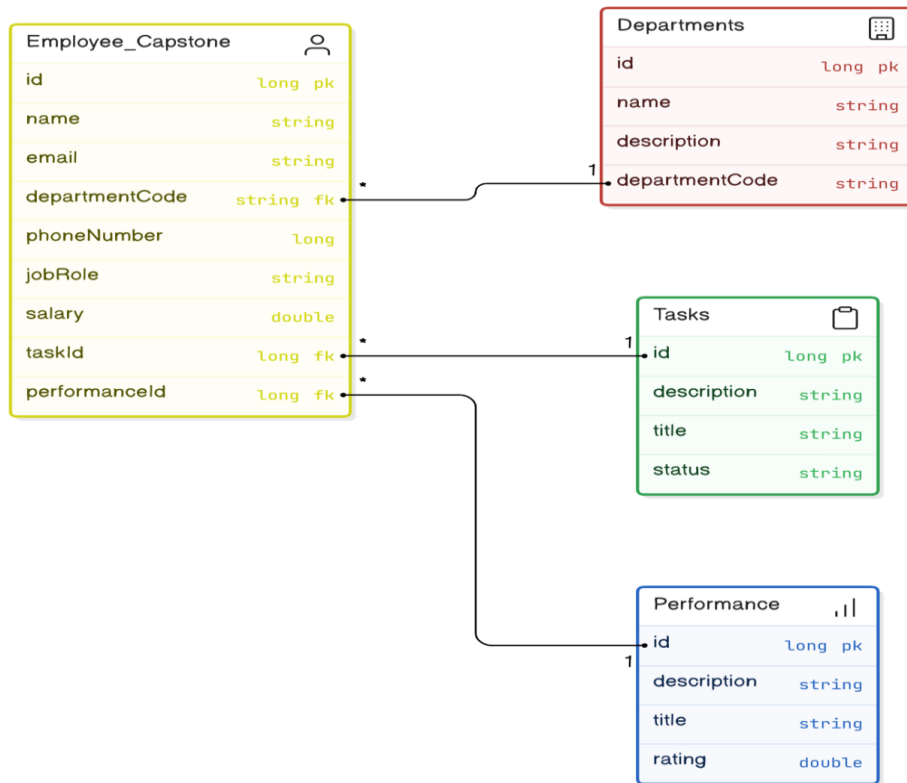 Employee_Capstone
id long pk
name string
email string
departmentCode string fk
phoneNumber long
jobRole string
salary double
taskId long fk
performanceId long fk
*
*
*
Departments
id long pk
name string
description string
departmentCode string
1
Tasks
id long pk
description string
title string
status string
1
Performance
id long pk
description string
title string
rating double
1